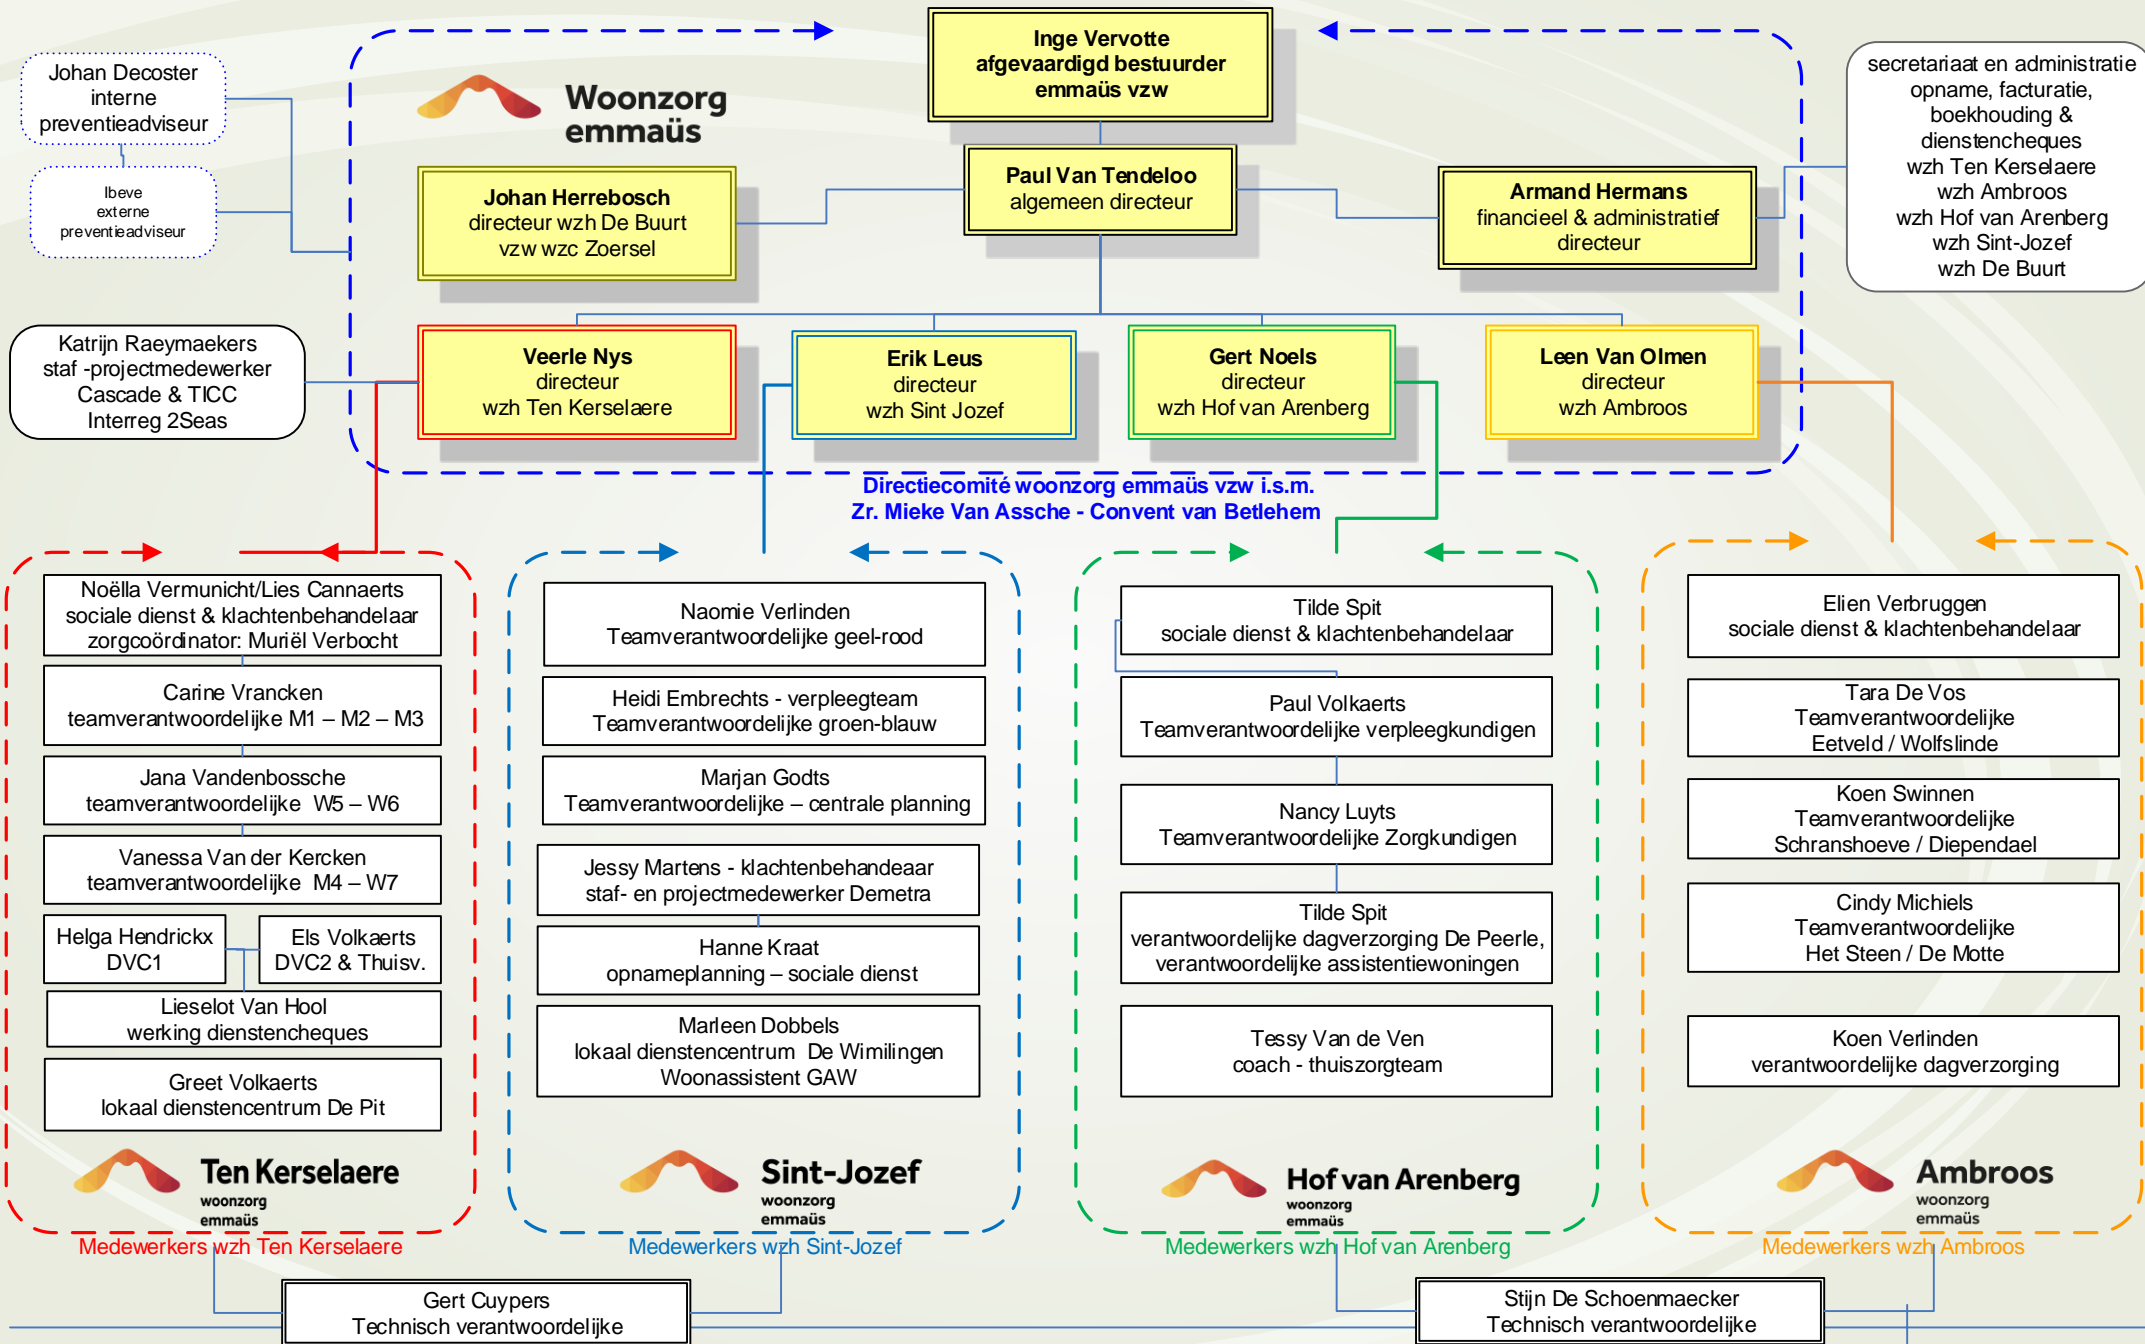 Inge Vervotte
afgevaardigd bestuurder
emmaüs vzw
Johan Decoster
interne
preventieadviseur
Ibeve
externe
preventieadviseur
Woonzorg
emmaüs
secretariaat en administratie
opname, facturatie,
boekhouding &
dienstencheques
wzh Ten Kerselaere
wzh Ambroos
wzh Hof van Arenberg
wzh Sint-Jozef
wzh De Buurt
Johan Herrebosch
directeur wzh De Buurt
vzw wzc Zoersel
Paul Van Tendeloo
algemeen directeur
Armand Hermans
financieel & administratief
directeur
Katrijn Raeymaekers
staf -projectmedewerker
Cascade & TICC
Interreg 2Seas
Veerle Nys
directeur
wzh Ten Kerselaere
Erik Leus
directeur
wzh Sint Jozef
Gert Noels
directeur
wzh Hof van Arenberg
Leen Van Olmen
directeur
wzh Ambroos
Directiecomité woonzorg emmaüs vzw i.s.m.
Zr. Mieke Van Assche - Convent van Betlehem
Noëlla Vermunicht/Lies Cannaerts
sociale dienst & klachtenbehandelaar
zorgcoördinator: Muriël Verbocht
Carine Vrancken
teamverantwoordelijke M1 – M2 – M3
Jana Vandenbossche
teamverantwoordelijke W5 – W6
Vanessa Van der Kercken
teamverantwoordelijke M4 – W7
Helga Hendrickx
DVC1
Els Volkaerts
DVC2 & Thuisv.
Lieselot Van Hool
werking dienstencheques
Greet Volkaerts
lokaal dienstencentrum De Pit
Ten Kerselaere
woonzorg
emmaüs
Medewerkers wzh Ten Kerselaere
Naomie Verlinden
Teamverantwoordelijke geel-rood
Heidi Embrechts - verpleegteam
Teamverantwoordelijke groen-blauw
Marjan Godts
Teamverantwoordelijke – centrale planning
Jessy Martens - klachtenbehandeaar
staf- en projectmedewerker Demetra
Hanne Kraat
opnameplanning – sociale dienst
Marleen Dobbels
lokaal dienstencentrum De Wimilingen
Woonassistent GAW
Sint-Jozef
woonzorg
emmaüs
Medewerkers wzh Sint-Jozef
Tilde Spit
sociale dienst & klachtenbehandelaar
Paul Volkaerts
Teamverantwoordelijke verpleegkundigen
Nancy Luyts
Teamverantwoordelijke Zorgkundigen
Tilde Spit
verantwoordelijke dagverzorging De Peerle,
verantwoordelijke assistentiewoningen
Tessy Van de Ven
coach - thuiszorgteam
Hof van Arenberg
woonzorg
emmaüs
Medewerkers wzh Hof van Arenberg
Elien Verbruggen
sociale dienst & klachtenbehandelaar
Tara De Vos
Teamverantwoordelijke
Eetveld / Wolfslinde
Koen Swinnen
Teamverantwoordelijke
Schranshoeve / Diependael
Cindy Michiels
Teamverantwoordelijke
Het Steen / De Motte
Koen Verlinden
verantwoordelijke dagverzorging
Ambroos
woonzorg
emmaüs
Medewerkers wzh Ambroos
Gert Cuypers
Technisch verantwoordelijke
Stijn De Schoenmaecker
Technisch verantwoordelijke